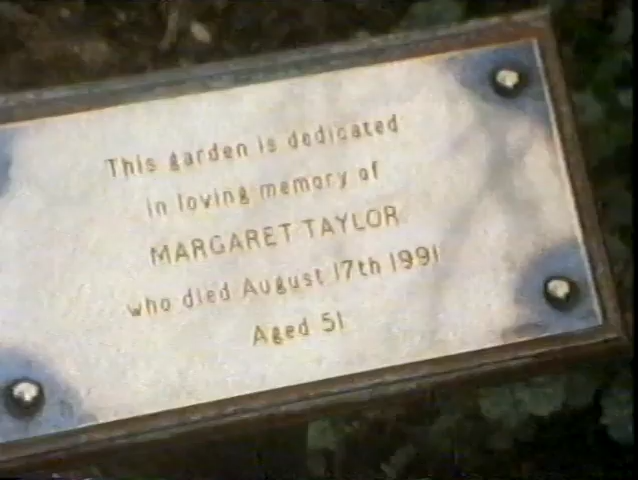 This garden is dedicated
in loving memory of
MARGARET TAYLOR
who died August 17th 1991
Aged 51